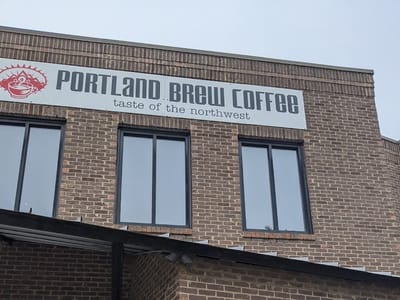 PORTLAND BREW COFFEE
taste of the northwest